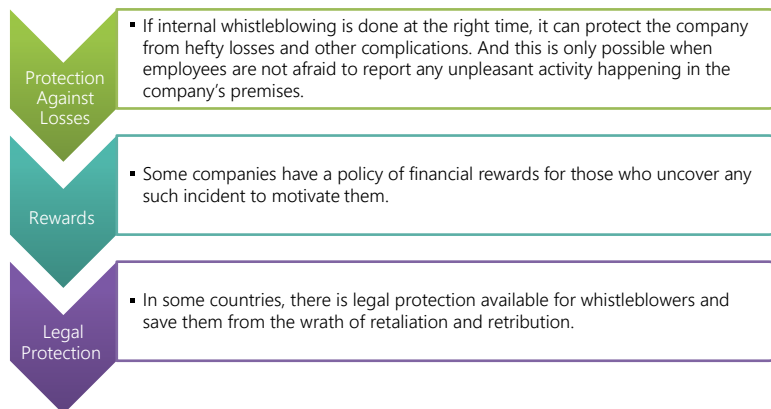 Protection
Against
Losses
▪ If internal whistleblowing is done at the right time, it can protect the company
from hefty losses and other complications. And this is only possible when
employees are not afraid to report any unpleasant activity happening in the
company’s premises.
Rewards
▪ Some companies have a policy of financial rewards for those who uncover any
such incident to motivate them.
Legal
Protection
▪ In some countries, there is legal protection available for whistleblowers and
save them from the wrath of retaliation and retribution.